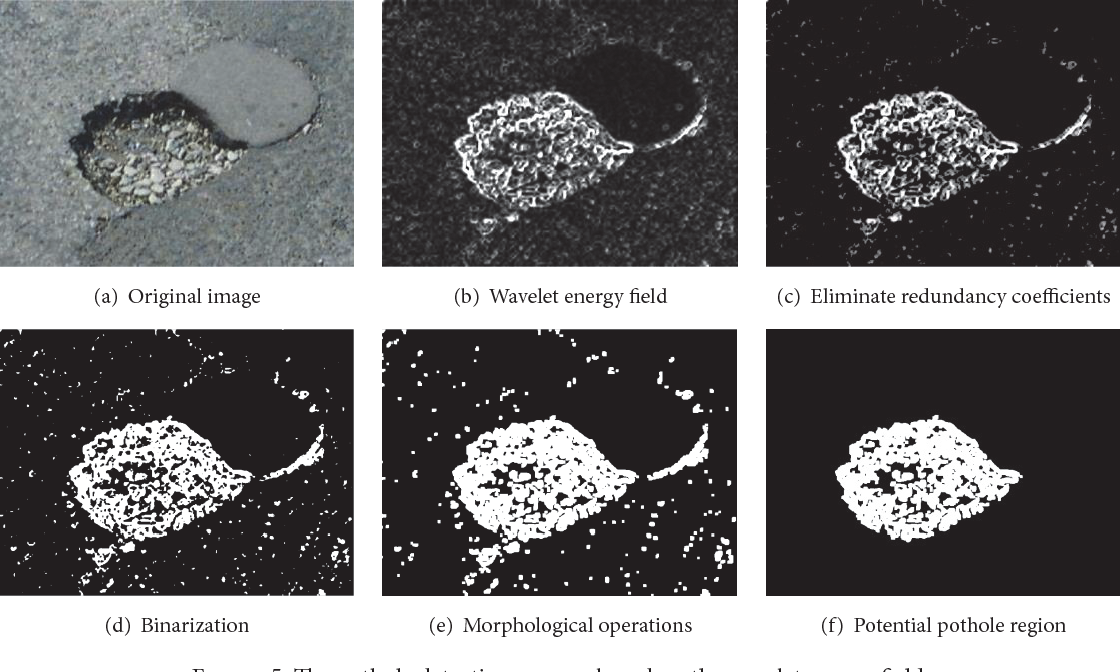 (a) Original image
(b) Wavelet energy field
(c) Eliminate redundancy coefficients
(d) Binarization
(e) Morphological operations
(f) Potential pothole region